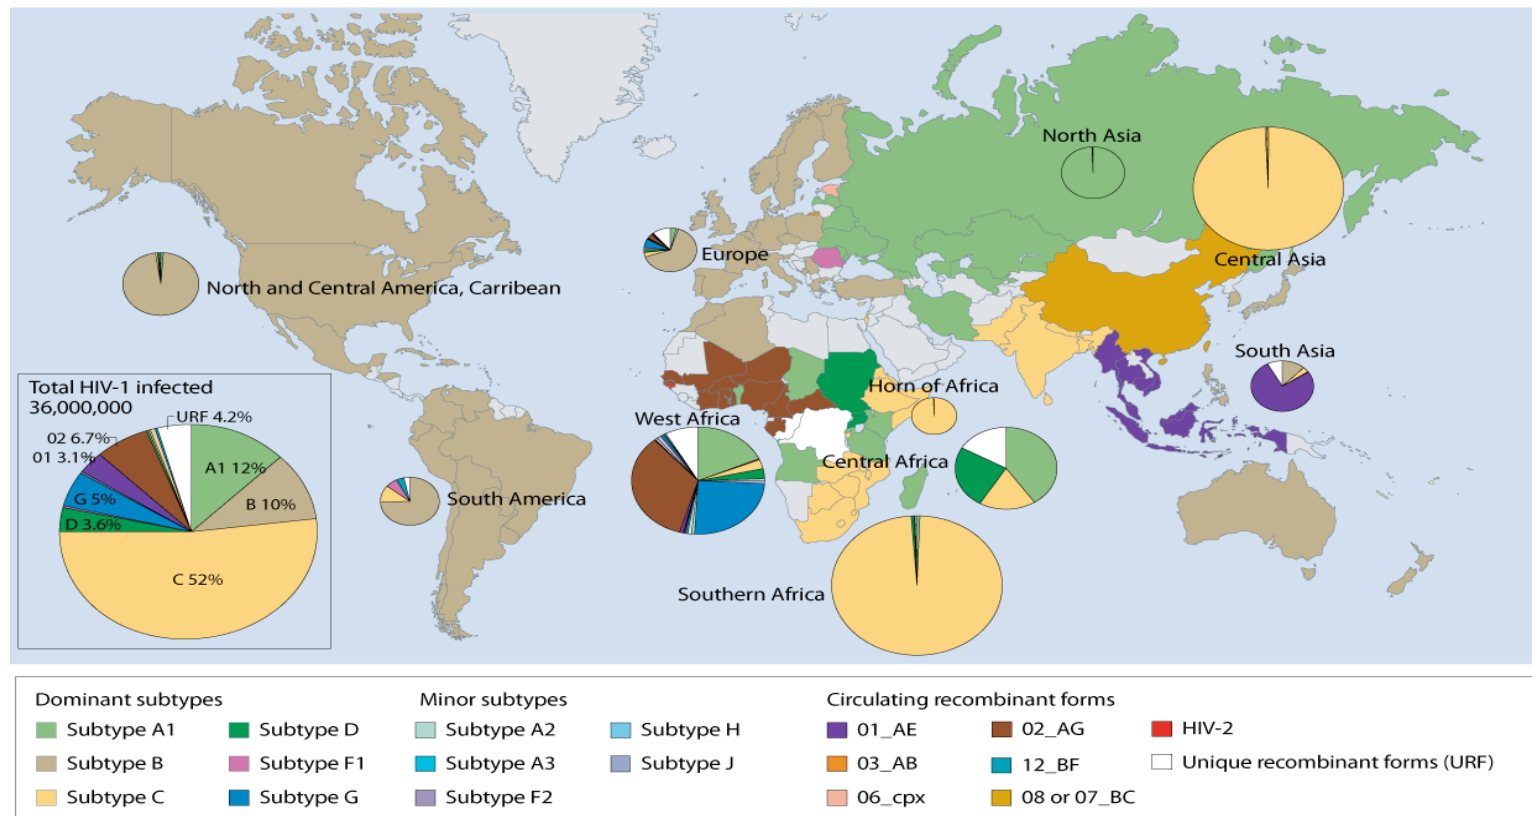 North Asia
Central Asia
Europe
North and Central America, Carribean
South Asia
Horn of Africa
West Africa
Central Africa
South America
Southern Africa
Total HIV-1 infected
36,000,000
URF 4.2%
02 6.7%
01 3.1%
A1 12%
B 10%
G 5%
D 3.6%
C 52%
Dominant subtypes
Subtype A1
Subtype B
Subtype C
Subtype D
Subtype F1
Subtype G
Minor subtypes
Subtype A2
Subtype A3
Subtype F2
Subtype H
Subtype J
Circulating recombinant forms
01_AE
03_AB
06_cpx
02_AG
12_BF
08 or 07_BC
HIV-2
Unique recombinant forms (URF)